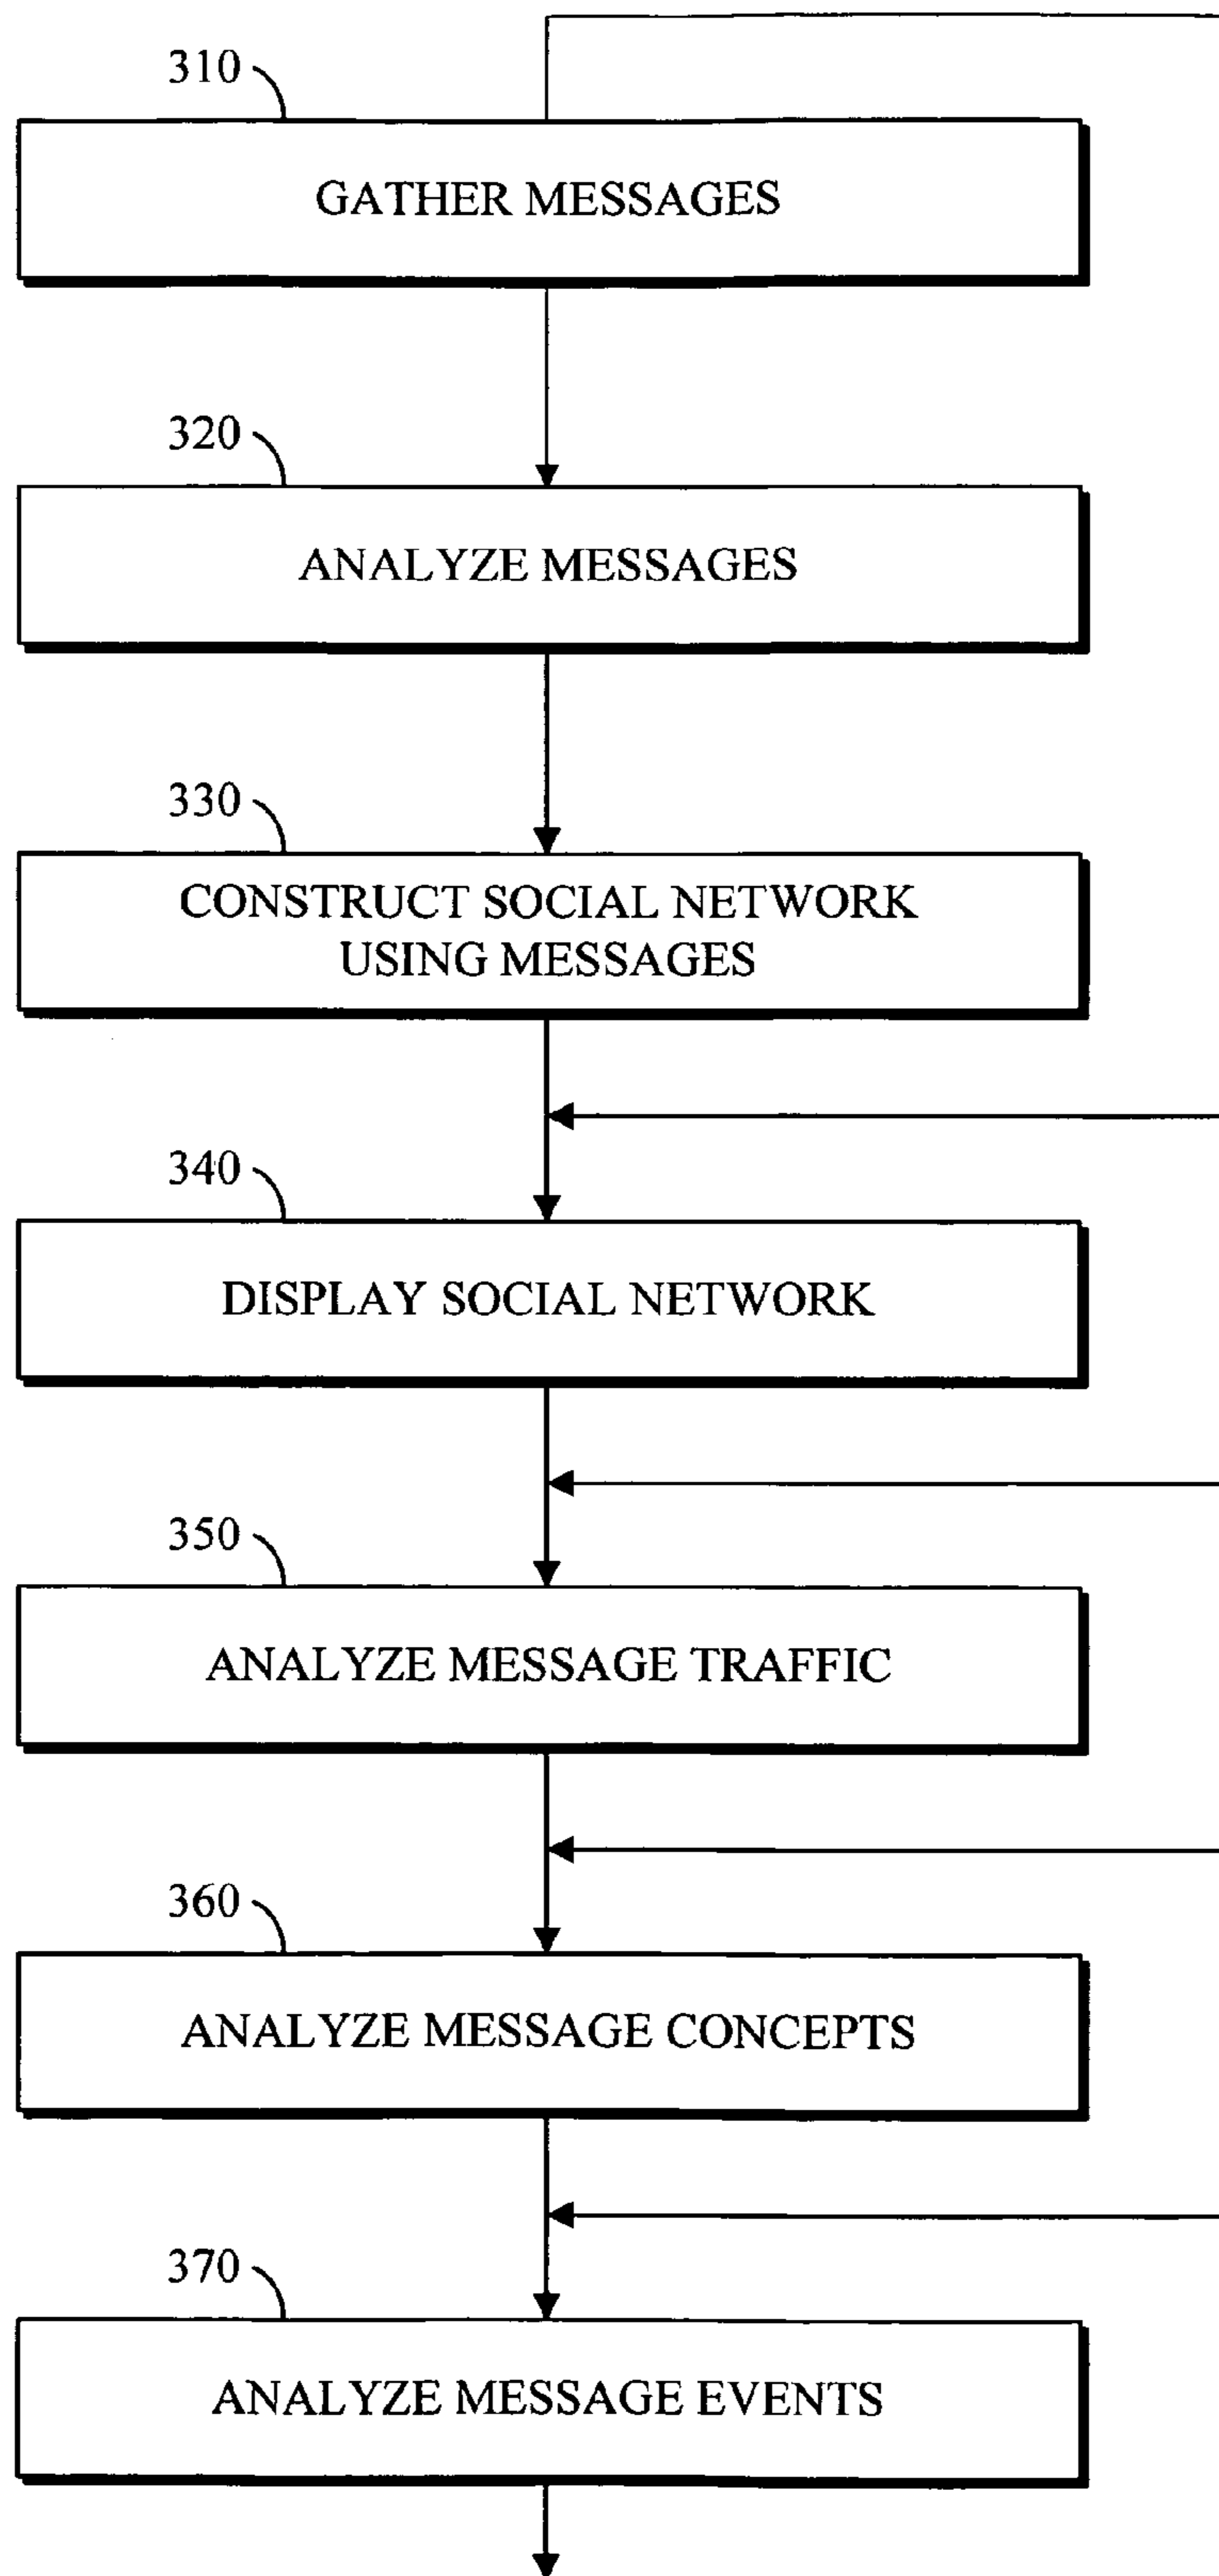 310
GATHER MESSAGES
320
ANALYZE MESSAGES
330
CONSTRUCT SOCIAL NETWORK
USING MESSAGES
340
DISPLAY SOCIAL NETWORK
350
ANALYZE MESSAGE TRAFFIC
360
ANALYZE MESSAGE CONCEPTS
370
ANALYZE MESSAGE EVENTS